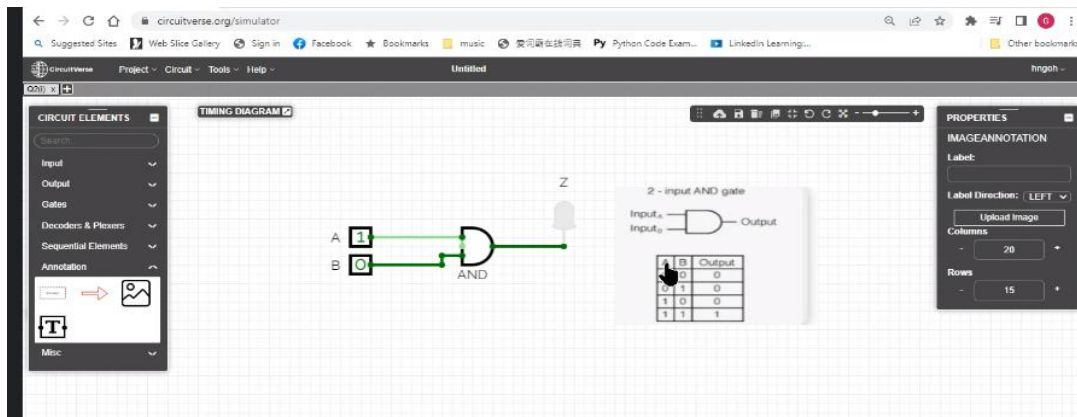 circuitverse.org/simulator
G
Suggested Sites Web Slice Gallery Sign in Facebook Bookmarks music Py Python Code Exam... LinkedIn Learning:... Other bookmarks
CircuitVerse Project Circuit Tools Help Untitled hngoh
Q2(i) x
CIRCUIT ELEMENTS
Search..
Input
Output
Gates
Decoders & Plexers
Sequential Elements
Annotation
T
Misc
TIMING DIAGRAM
Z
A 1
B 0
AND
2 - input AND gate
Input A
Input B
Output
A B Output
0 0
0 1 0
1 0 0
1 1 1
PROPERTIES
IMAGEANNOTATION
Label:
Label Direction: LEFT
Upload Image
Columns
- 20 +
Rows
- 15 +